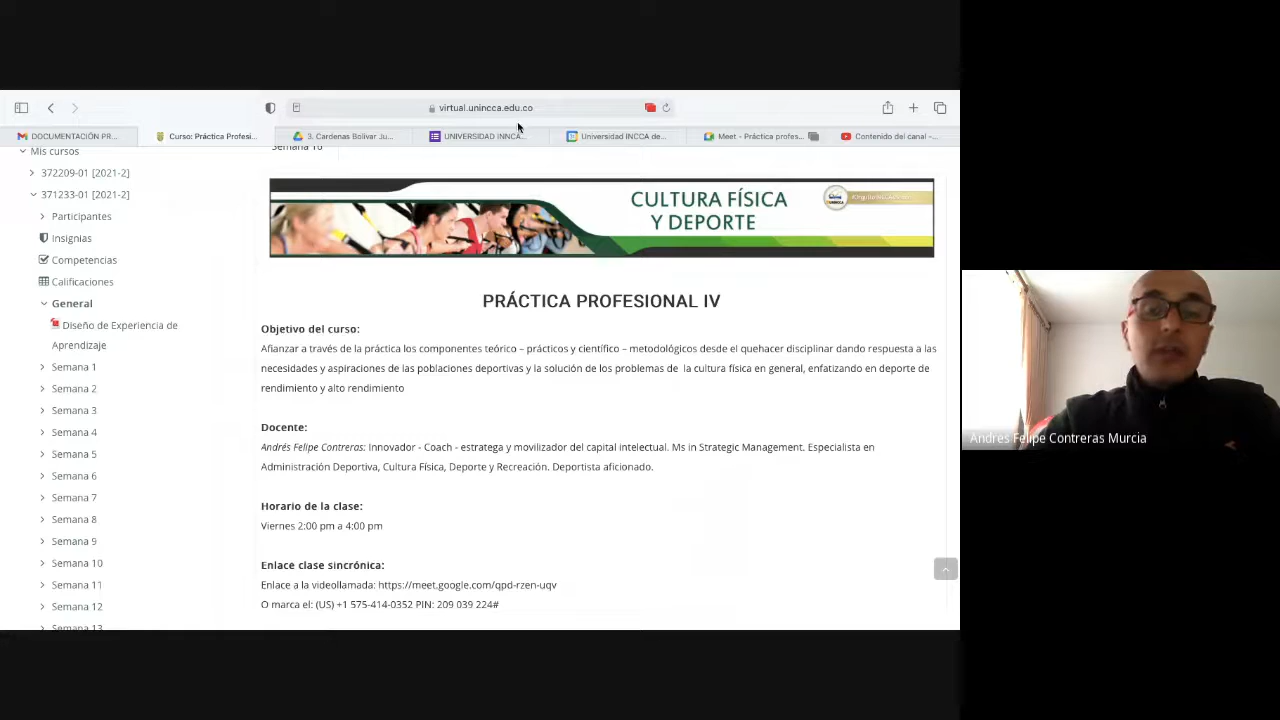 virtual.unincca.edu.co
DOCUMENTACIÓN PR...
Curso: Práctica Profesi...
3. Cardenas Bolivar Ju...
UNIVERSIDAD INNCA...
Universidad INCCA de...
Meet - Práctica profes...
Contenido del canal -...
Mis cursos
372209-01 [2021-2]
371233-01 [2021-2]
Participantes
Insignias
Competencias
Calificaciones
General
Diseño de Experiencia de
Aprendizaje
Semana 1
Semana 2
Semana 3
Semana 4
Semana 5
Semana 6
Semana 7
Semana 8
Semana 9
Semana 10
Semana 11
Semana 12
Semana 13
Semana 16
CULTURA FÍSICA
Y DEPORTE
PRÁCTICA PROFESIONAL IV
Objetivo del curso:
Afianzar a través de la práctica los componentes teórico – prácticos y científico – metodológicos desde el quehacer disciplinar dando respuesta a las
necesidades y aspiraciones de las poblaciones deportivas y la solución de los problemas de la cultura física en general, enfatizando en deporte de
rendimiento y alto rendimiento
Docente:
Andrés Felipe Contreras: Innovador - Coach - estratega y movilizador del capital intelectual. Ms in Strategic Management. Especialista en
Administración Deportiva, Cultura Física, Deporte y Recreación. Deportista aficionado.
Horario de la clase:
Viernes 2:00 pm a 4:00 pm
Enlace clase sincrónica:
Enlace a la videollamada: https://meet.google.com/qpd-rzen-uqv
O marca el: (US) +1 575-414-0352 PIN: 209 039 224#
Andres Felipe Contreras Murcia